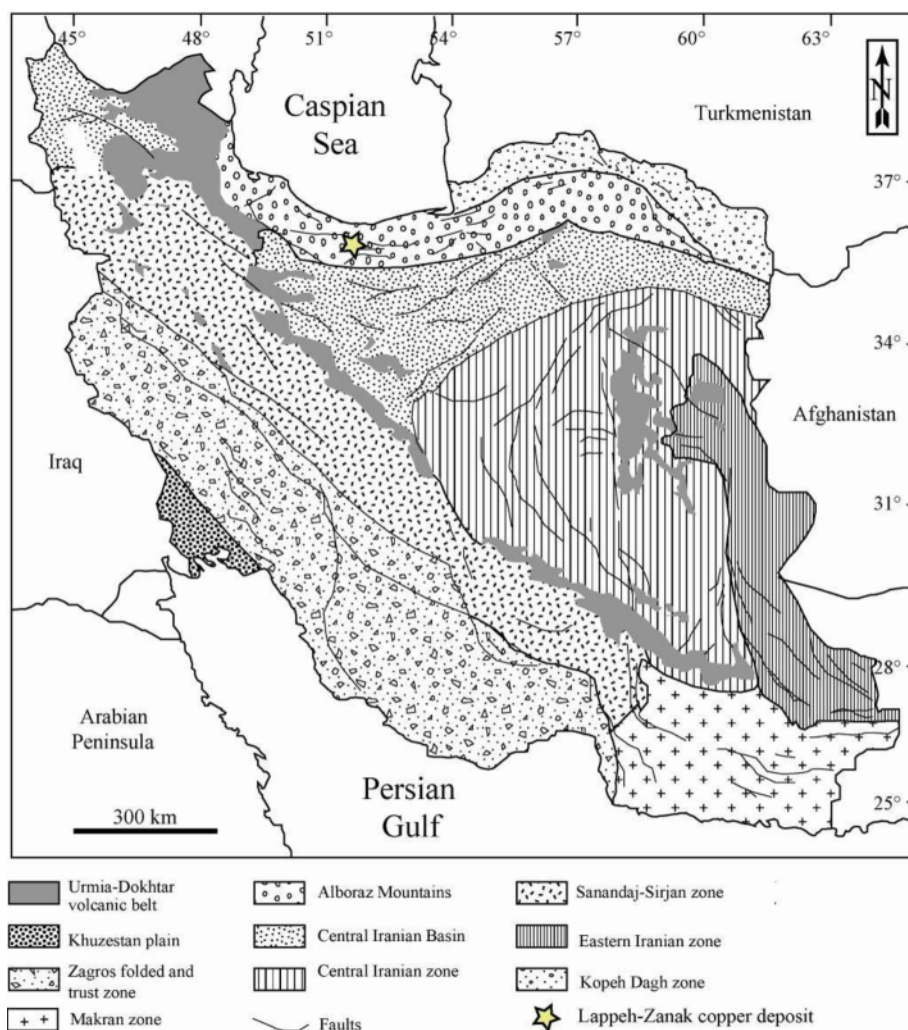 45°
48°
51°
54°
57°
60°
63°
N
Caspian
Sea
Turkmenistan
37°
34°
Afghanistan
Iraq
31°
28°
Arabian
Peninsula
Persian
Gulf
25°
300 km
Urmia-Dokhtar
volcanic belt
Alboraz Mountains
Sanandaj-Sirjan zone
Khuzestan plain
Central Iranian Basin
Eastern Iranian zone
Zagros folded and
trust zone
Central Iranian zone
Kopeh Dagh zone
Makran zone
Faults
Lappeh-Zanak copper deposit